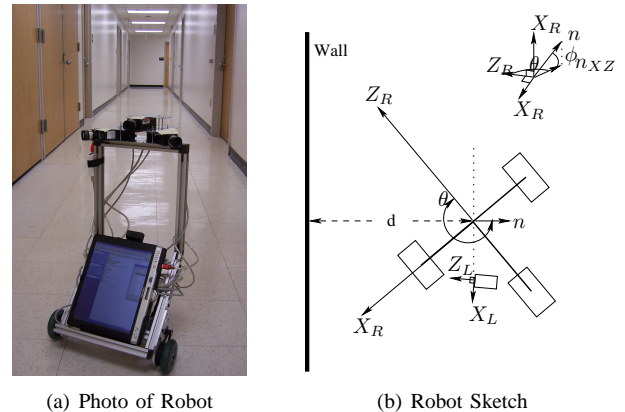 Wall
X_R
n
θ
Z_R
ϕ_{n_{XZ}}
X_R
Z_R
θ
d
n
Z_L
X_L
X_R
(a) Photo of Robot
(b) Robot Sketch